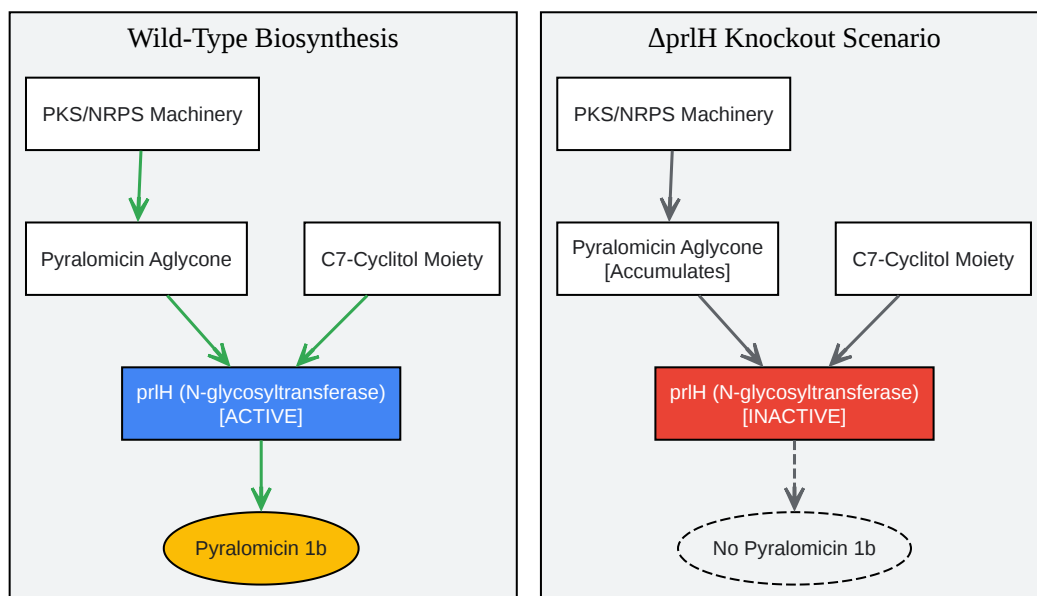 Wild-Type Biosynthesis
PKS/NRPS Machinery
Pyralomicin Aglycone
C7-Cyclitol Moiety
prlH (N-glycosyltransferase)
[ACTIVE]
Pyralomicin 1b
ΔprlH Knockout Scenario
PKS/NRPS Machinery
Pyralomicin Aglycone
[Accumulates]
C7-Cyclitol Moiety
prlH (N-glycosyltransferase)
[INACTIVE]
No Pyralomicin 1b